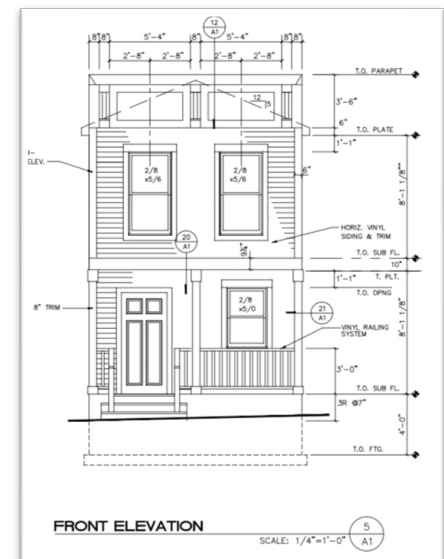 12
A1
8" 8" 5'-4" 8" 5'-4" 8" 8"
2'-8" 2'-8" 2'-8" 2'-8"
T.O. PARAPET
3'-6"
12
5
6"
T.O. PLATE
1'-1"
ELEV.
2/8
x5/6
2/8
x5/6
6"
8'-1 1/8"
HORIZ. VINYL
SIDING & TRIM
20
A1
9¼"
T.O. SUB FL.
10"
T. PLT.
1'-1"
T.O. OPNG
8" TRIM
2/8
x5/0
21
A1
8'-1 1/8"
VINYL RAILING
SYSTEM
3'-0"
T.O. SUB FL.
3R @7"
4'-0"
T.O. FTG.
FRONT ELEVATION
SCALE: 1/4"=1'-0"
5
A1